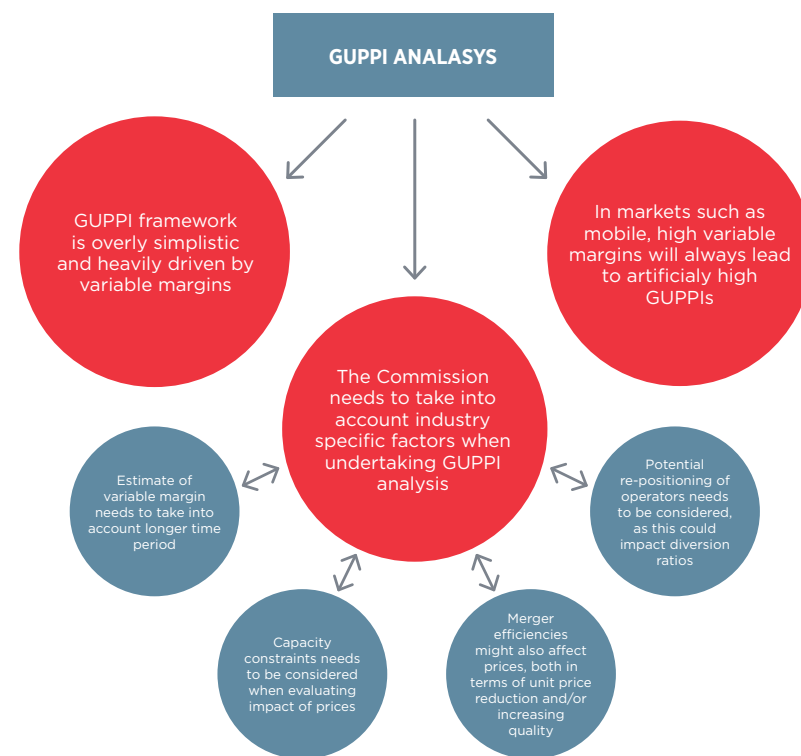 GUPPI ANALASYS
GUPPI framework
is overly simplistic
and heavily driven by
variable margins
In markets such as
mobile, high variable
margins will always lead
to artificialy high
GUPPIs
The Commission
needs to take into
account industry
specific factors when
undertaking GUPPI
analysis
Estimate of
variable margin
needs to take into
account longer time
period
Potential
re-positioning of
operators needs
to be considered,
as this could
impact diversion
ratios
Capacity
constraints needs
to be considered
when evaluating
impact of prices
Merger
efficiencies
might also affect
prices, both in
terms of unit price
reduction and/or
increasing
quality